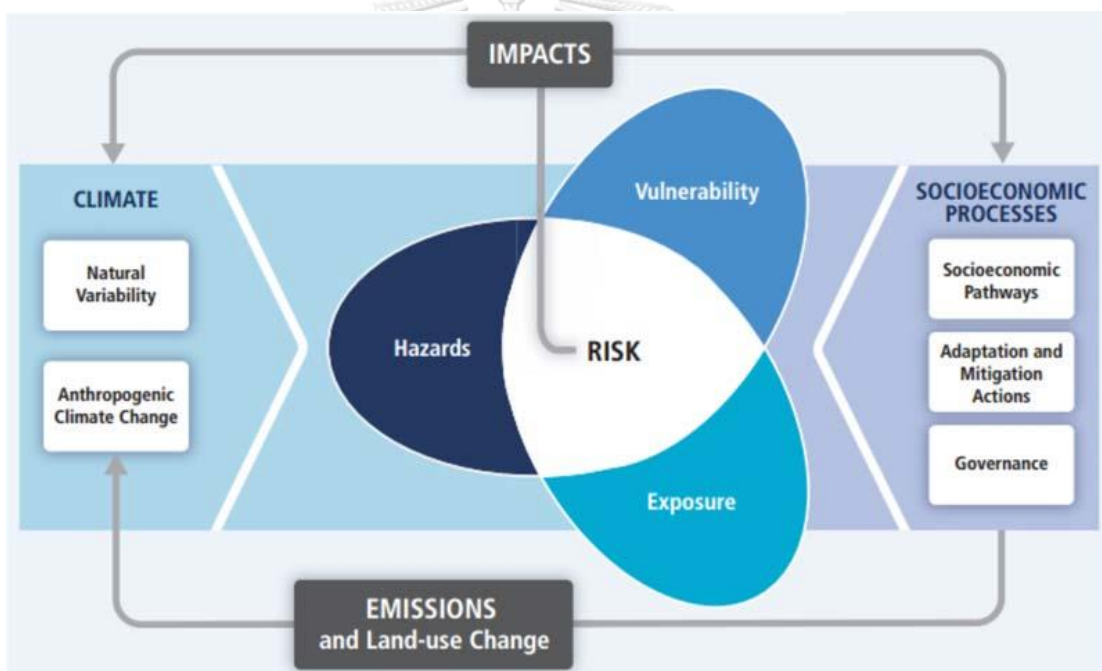 IMPACTS
CLIMATE
Natural
Variability
Anthropogenic
Climate Change
Vulnerability
Hazards
RISK
Exposure
SOCIOECONOMIC
PROCESSES
Socioeconomic
Pathways
Adaptation and
Mitigation
Actions
Governance
EMISSIONS
and Land-use Change